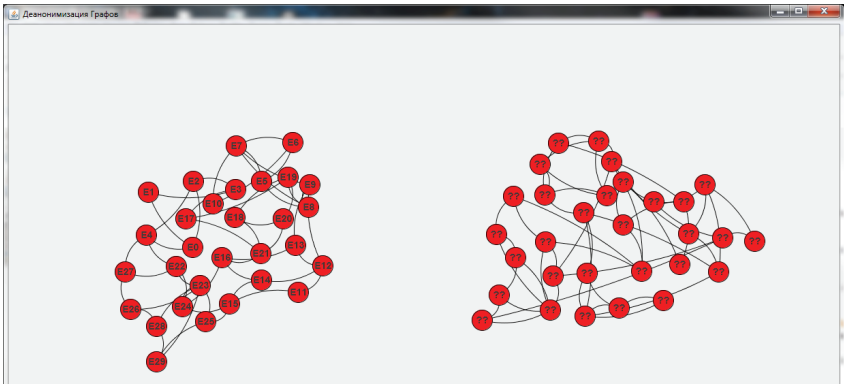 Деанонимизация Графов
E7 E6
E1 E2 E3 E5 E19 E9
E17 E10 E18 E20 E8
E4 E0 E16 E21 E13
E27 E22 E14 E12
E26 E23 E24 E15 E11
E28 E25
E29
?? ??
?? ??
?? ?? ?? ?? ??
?? ?? ?? ??
?? ?? ??
?? ?? ?? ??
?? ?? ?? ?? ??
?? ?? ?? ??
?? ??